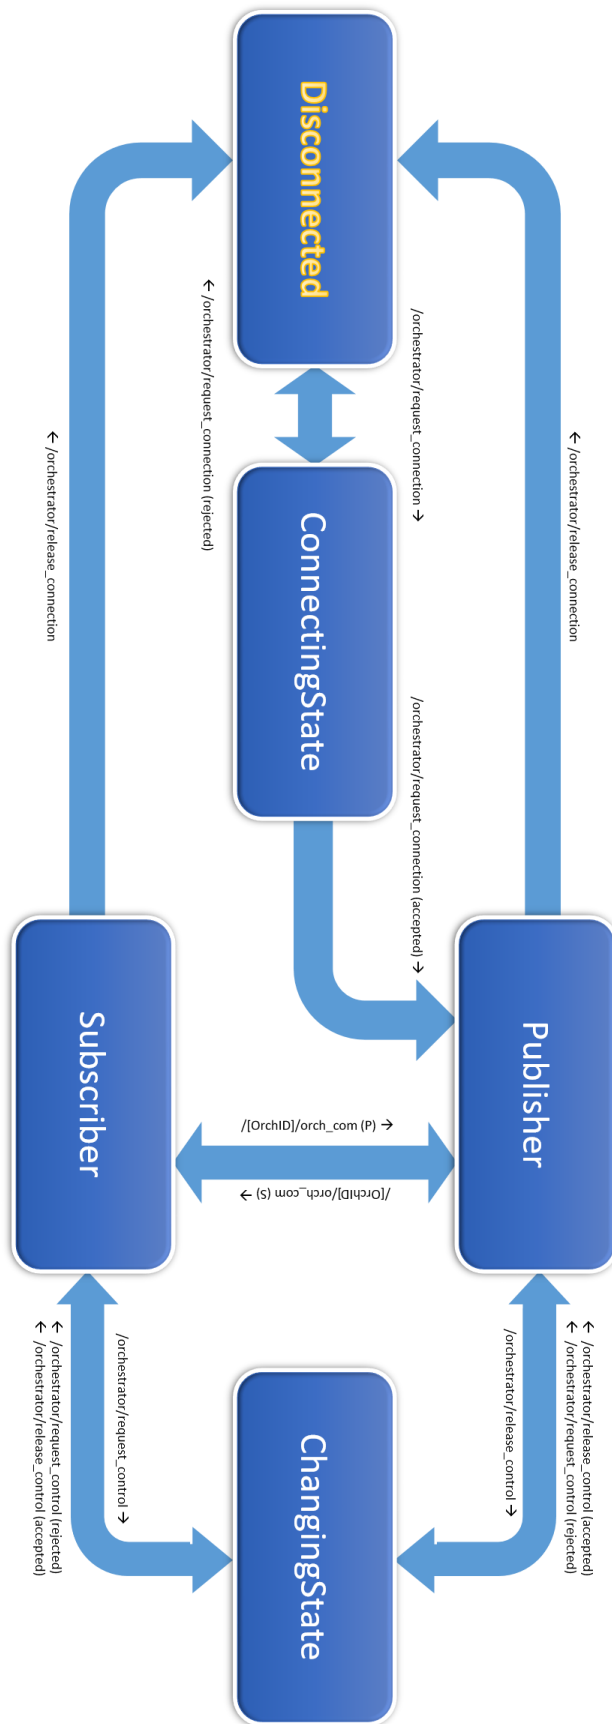 Disconnected
/orchestrator/request_connection →
← /orchestrator/request_connection (rejected)
← /orchestrator/release_connection
← /orchestrator/release_connection
ConnectingState
/orchestrator/request_connection (accepted) →
Publisher
Subscriber
/[OrchID]/orch_com (P) →
/[OrchID]/orch_com (S) →
← /orchestrator/release_control (accepted)
← /orchestrator/request_control (rejected)
/orchestrator/release_control →
/orchestrator/request_control →
← /orchestrator/request_control (rejected)
← /orchestrator/release_control (accepted)
ChangingState